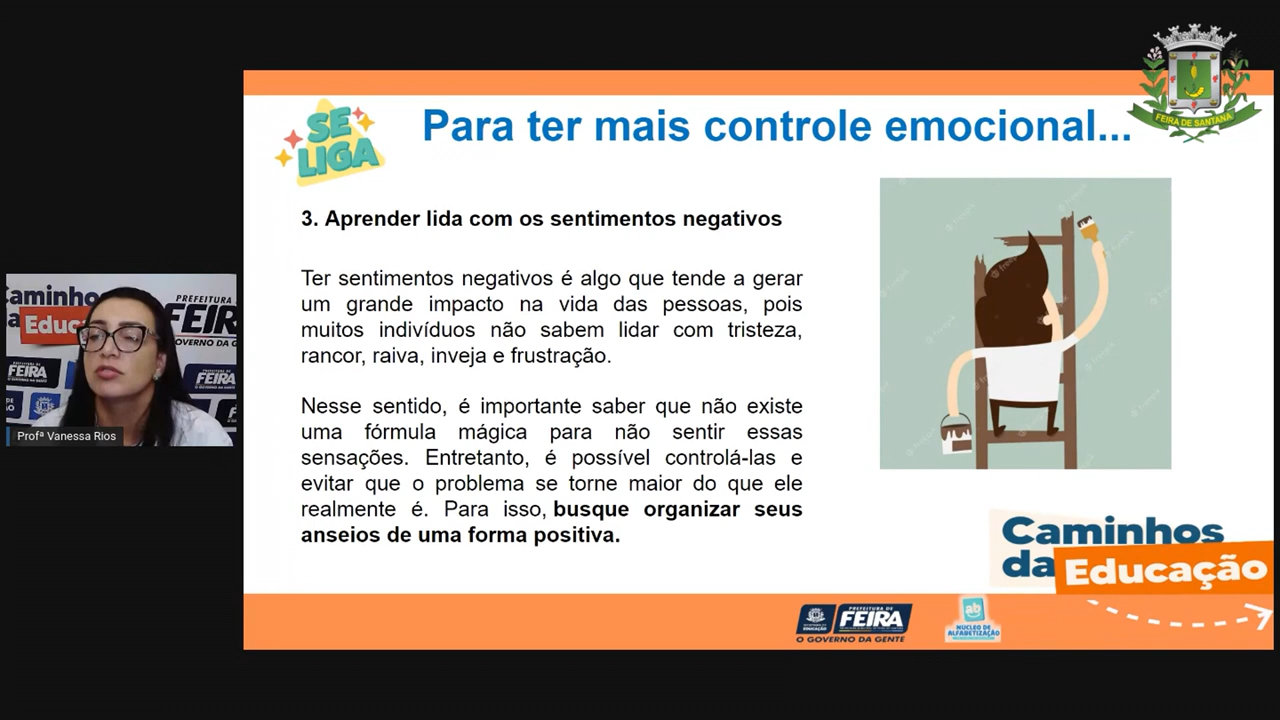 FEIRA DE SANTANA
SE
LIGA
Para ter mais controle emocional...
3. Aprender lida com os sentimentos negativos
Ter sentimentos negativos é algo que tende a gerar
um grande impacto na vida das pessoas, pois
muitos indivíduos não sabem lidar com tristeza,
rancor, raiva, inveja e frustração.
Nesse sentido, é importante saber que não existe
uma fórmula mágica para não sentir essas
sensações. Entretanto, é possível controlá-las e
evitar que o problema se torne maior do que ele
realmente é. Para isso, busque organizar seus
anseios de uma forma positiva.
Profª Vanessa Rios
Caminhos
da Educação
PREFEITURA DE
FEIRA
O GOVERNO DA GENTE
ab
NÚCLEO DE
ALFABETIZAÇÃO